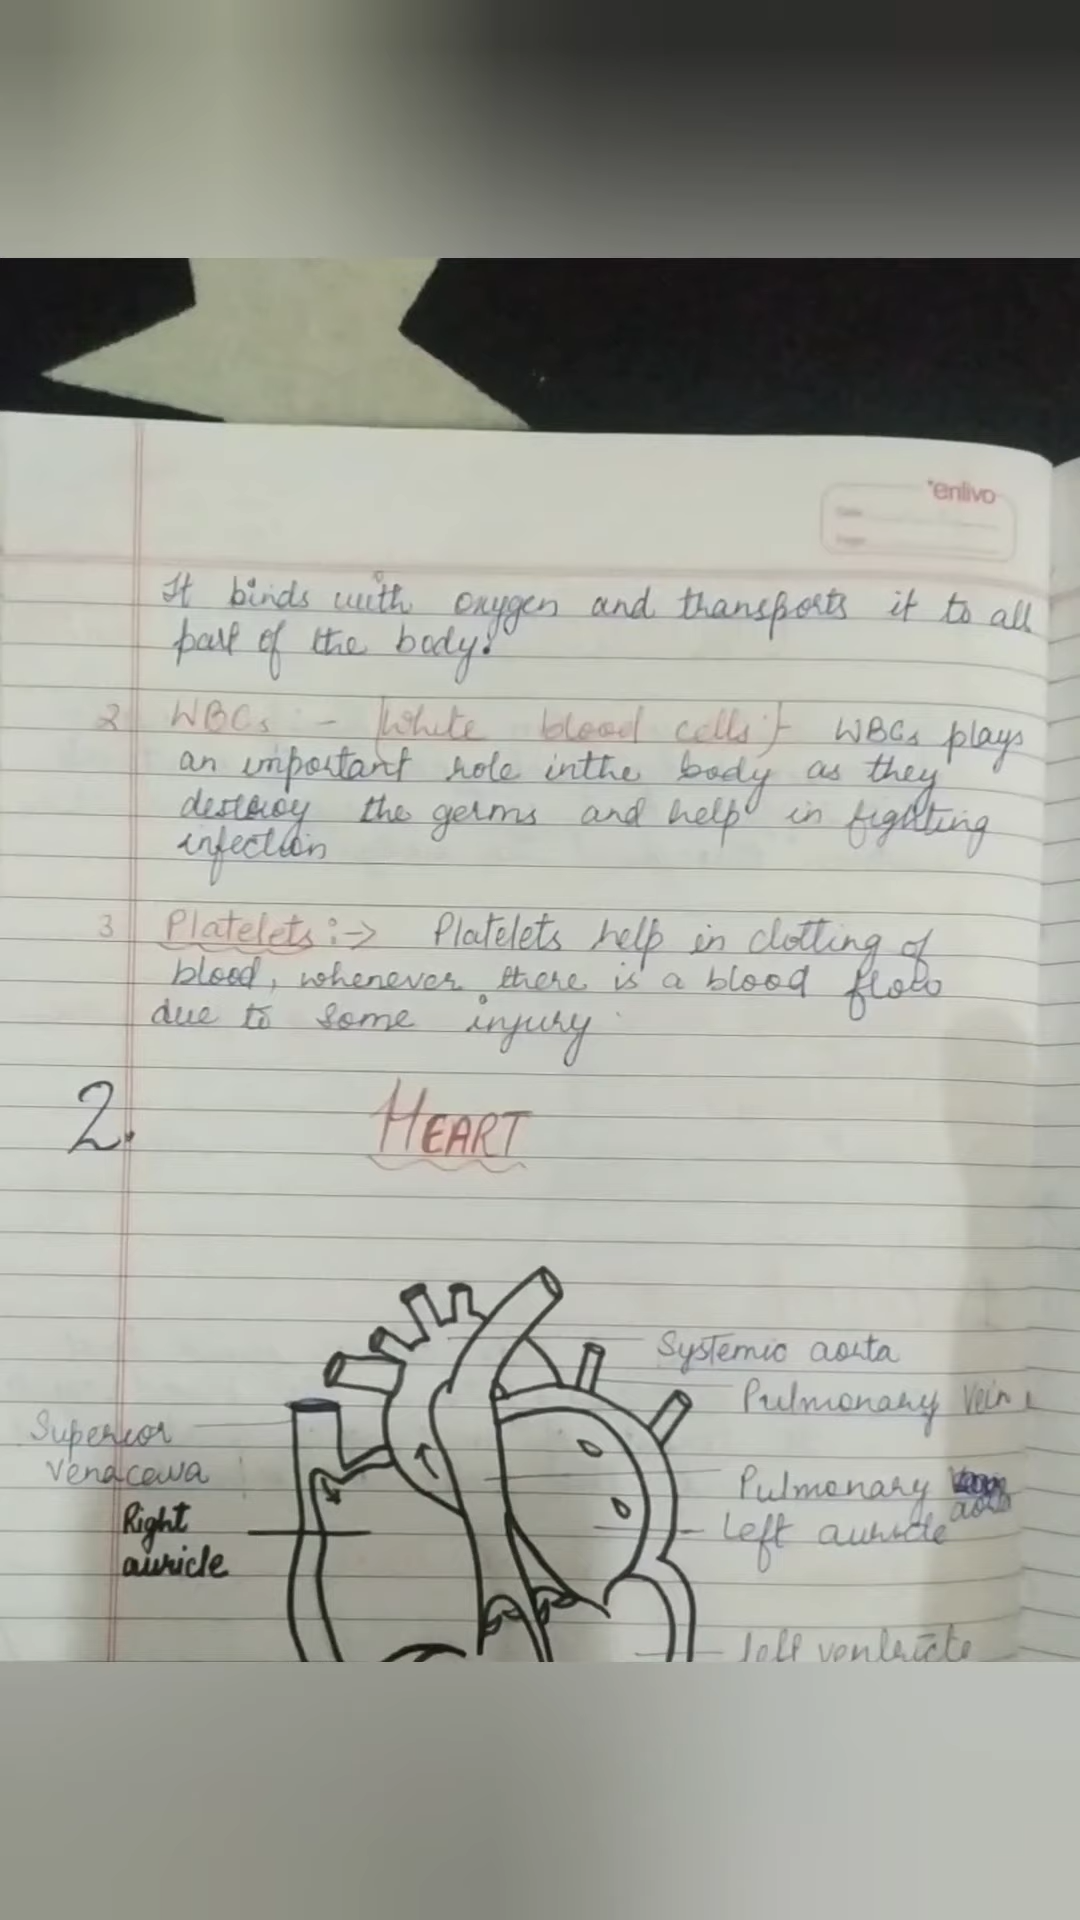 *enlivo
Date
Page
It binds with oxygen and transports it to all
part of the body.
2 WBCs :- [White blood cells]:- WBCs plays
an important role inthe body as they
destroy the germs and help in fighting
infection
3 Platelets :-> Platelets help in clotting of
blood, whenever there is a blood flow
due to some injury
2. HEART
Systemic aorta
Pulmonary Vein
Superior
Venacava
Pulmonary
aorta
Right
auricle
Left auricle
left ventricle